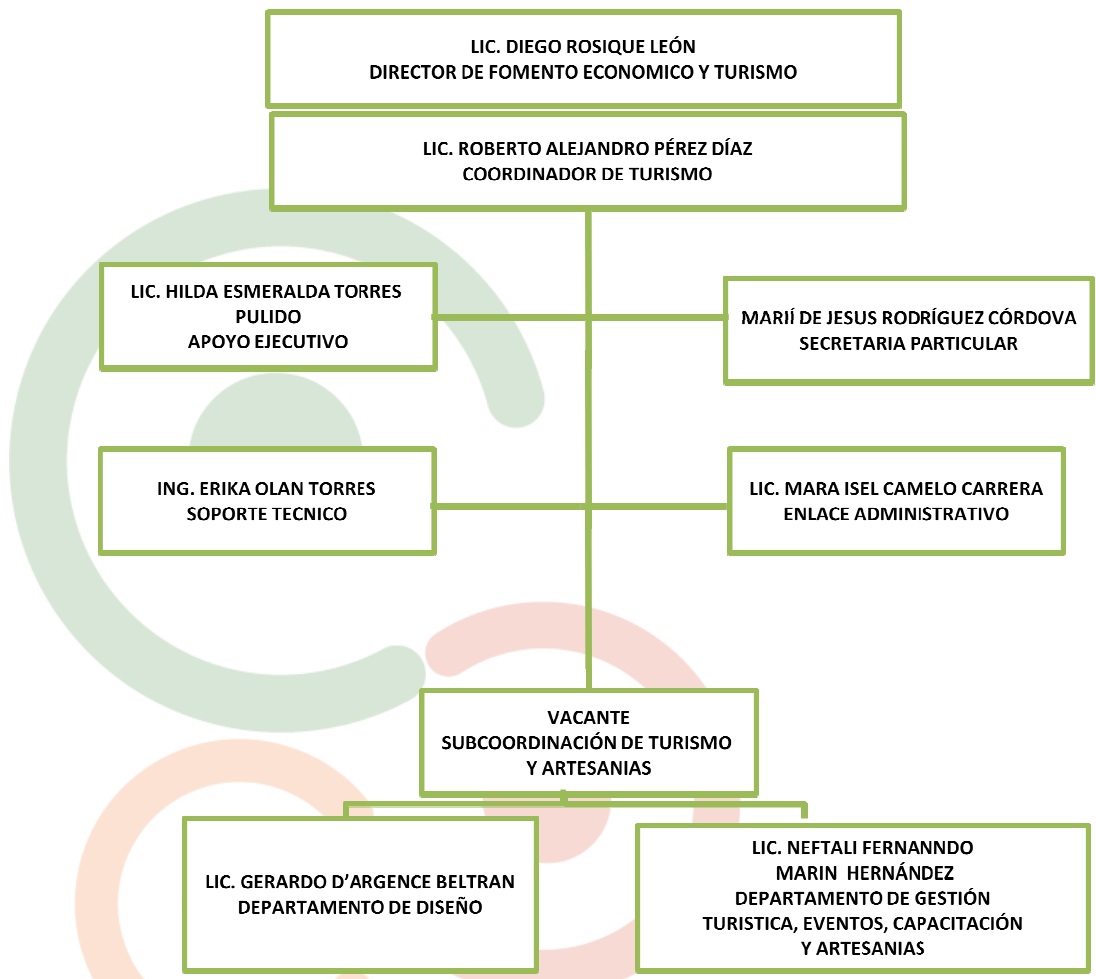 LIC. DIEGO ROSIQUE LEÓN
DIRECTOR DE FOMENTO ECONOMICO Y TURISMO
LIC. ROBERTO ALEJANDRO PÉREZ DÍAZ
COORDINADOR DE TURISMO
LIC. HILDA ESMERALDA TORRES
PULIDO
APOYO EJECUTIVO
MARIÍ DE JESUS RODRÍGUEZ CÓRDOVA
SECRETARIA PARTICULAR
ING. ERIKA OLAN TORRES
SOPORTE TECNICO
LIC. MARA ISEL CAMELO CARRERA
ENLACE ADMINISTRATIVO
VACANTE
SUBCOORDINACIÓN DE TURISMO
Y ARTESANIAS
LIC. GERARDO D’ARGENCE BELTRAN
DEPARTAMENTO DE DISEÑO
LIC. NEFTALI FERNANNDO
MARIN HERNÁNDEZ
DEPARTAMENTO DE GESTIÓN
TURISTICA, EVENTOS, CAPACITACIÓN
Y ARTESANIAS